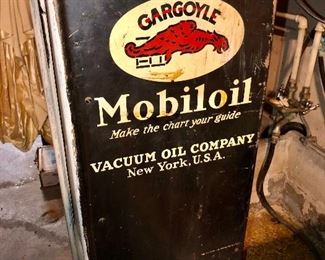 GARGOYLE
Mobiloil
Make the chart your guide
VACUUM OIL COMPANY
New York, U.S.A.